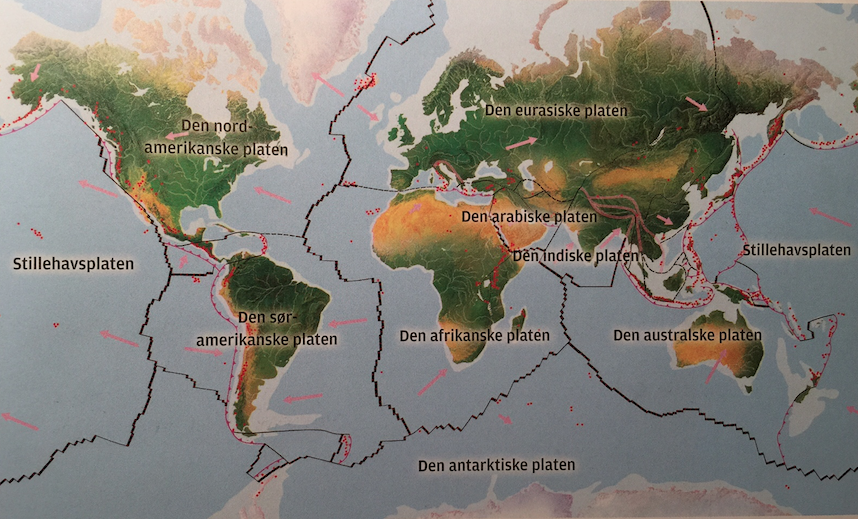 Den nord-
amerikanske platen
Den eurasiske platen
Den arabiske platen
Den indiske platen
Stillehavsplaten
Stillehavsplaten
Den sør-
amerikanske platen
Den afrikanske platen
Den australske platen
Den antarktiske platen